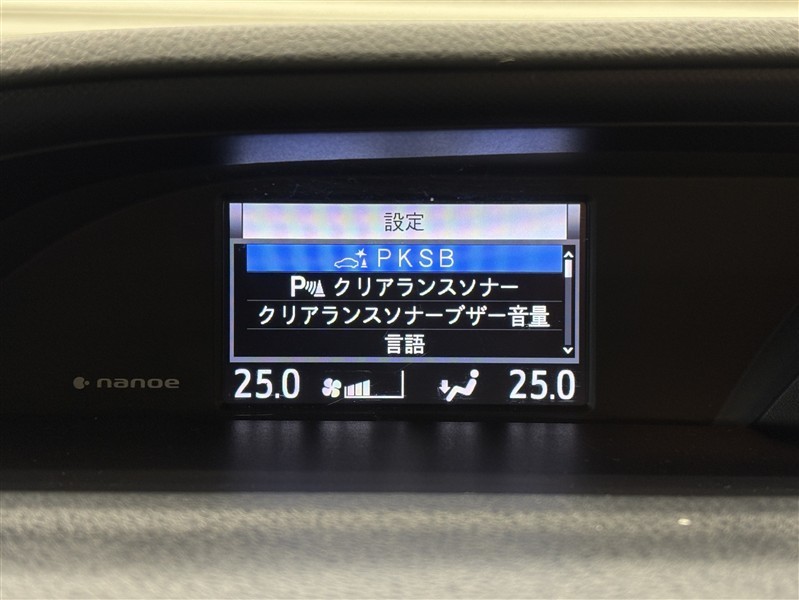 設定
PKSB
P クリアランスソナー
クリアランスソナーブザー音量
言語
nanoe 25.0 25.0